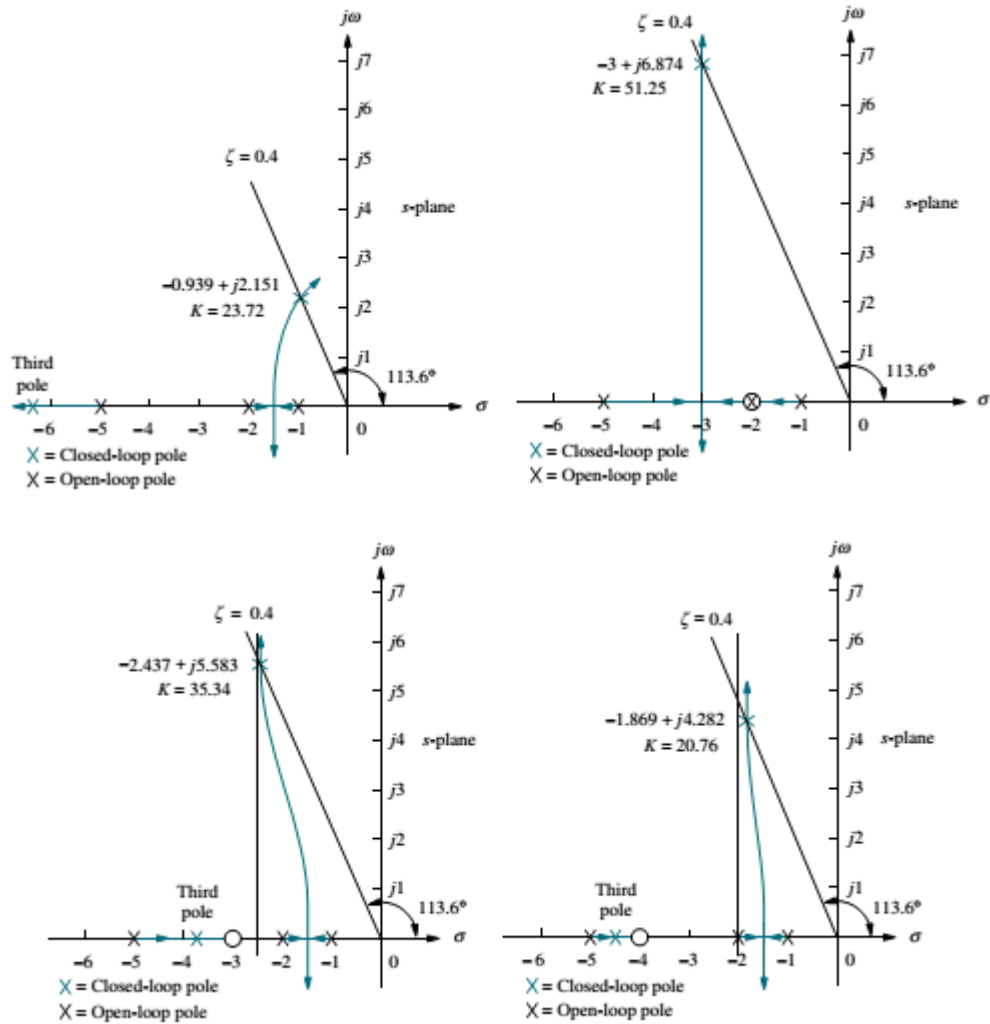 jω
ζ = 0.4
j7
j6
j5
j4
j3
j2
j1
s-plane
−0.939 + j2.151
K = 23.72
Third
pole
113.6°
−6 −5 −4 −3 −2 −1 0
σ
X = Closed-loop pole
X = Open-loop pole
jω
ζ = 0.4
−3 + j6.874
K = 51.25
j7
j6
j5
j4
j3
j2
j1
s-plane
113.6°
−6 −5 −4 −3 −2 −1 0
σ
X = Closed-loop pole
X = Open-loop pole
jω
ζ = 0.4
−2.437 + j5.583
K = 35.34
j7
j6
j5
j4
j3
j2
j1
s-plane
Third
pole
113.6°
−6 −5 −4 −3 −2 −1 0
σ
X = Closed-loop pole
X = Open-loop pole
jω
ζ = 0.4
−1.869 + j4.282
K = 20.76
j7
j6
j5
j4
j3
j2
j1
s-plane
Third
pole
113.6°
−6 −5 −4 −3 −2 −1 0
σ
X = Closed-loop pole
X = Open-loop pole